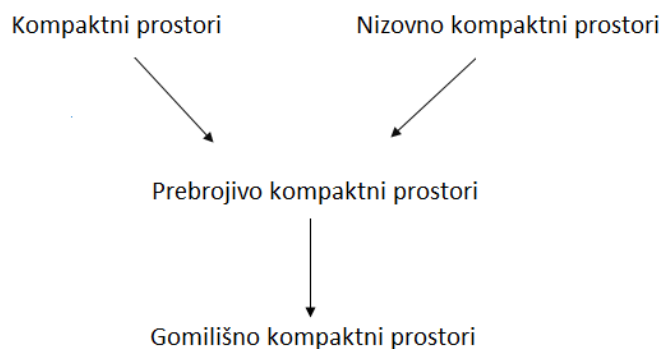 Kompaktni prostori
Nizovno kompaktni prostori
Prebrojivo kompaktni prostori
Gomilišno kompaktni prostori